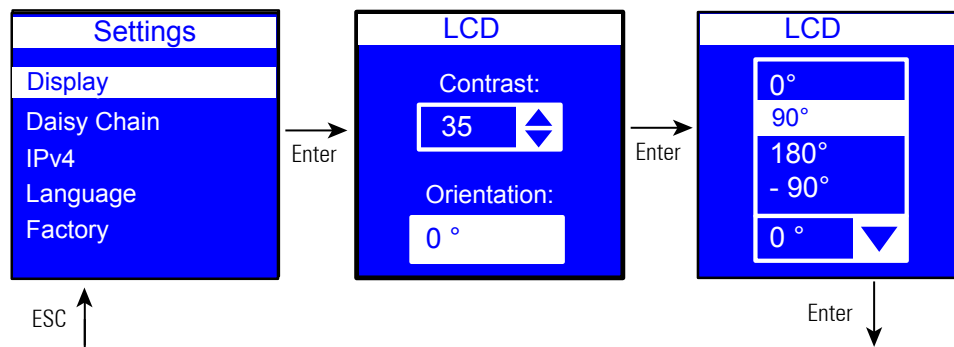 Settings
Display
Daisy Chain
IPv4
Language
Factory
ESC
Enter
LCD
Contrast:
35
Orientation:
0 °
Enter
LCD
0°
90°
180°
- 90°
0 °
Enter